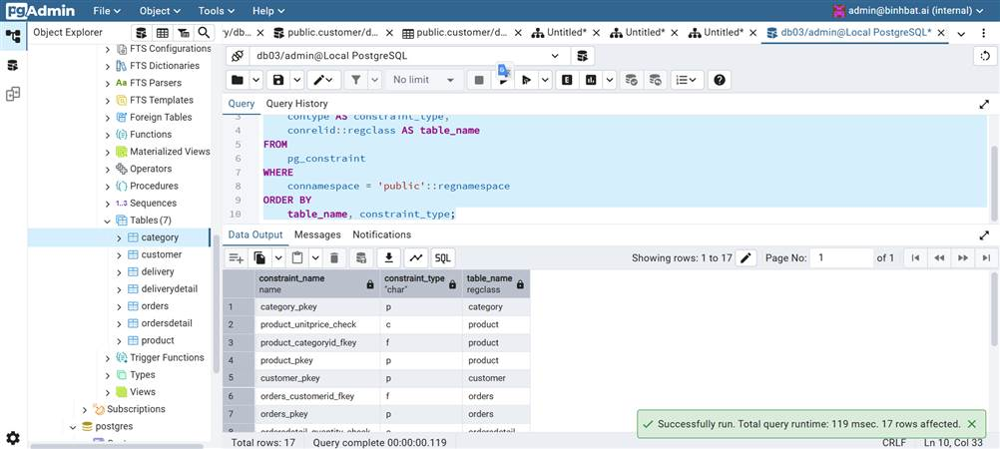 pgAdmin File Object Tools Help admin@binhbat.ai (internal)
Object Explorer
y/db... public.customer/d... public.customer/d... Untitled* Untitled* Untitled* db03/admin@Local PostgreSQL*
FTS Configurations
FTS Dictionaries
Aa FTS Parsers
FTS Templates
Foreign Tables
Functions
Materialized Views
Operators
Procedures
1..3 Sequences
Tables (7)
category
customer
delivery
deliverydetail
orders
ordersdetail
product
Trigger Functions
Types
Views
Subscriptions
postgres
db03/admin@Local PostgreSQL
No limit
E
Query Query History
3 contype AS constraint_type,
4 conrelid::regclass AS table_name
5 FROM
6 pg_constraint
7 WHERE
8 connamespace = 'public'::regnamespace
9 ORDER BY
10 table_name, constraint_type;
Data Output Messages Notifications
SQL Showing rows: 1 to 17 Page No: 1 of 1
constraint_name constraint_type table_name
name "char" regclass
1 category_pkey p category
2 product_unitprice_check c product
3 product_categoryid_fkey f product
4 product_pkey p product
5 customer_pkey p customer
6 orders_customerid_fkey f orders
7 orders_pkey p orders
8 ordersdetail_quantity_check c ordersdetail
Successfully run. Total query runtime: 119 msec. 17 rows affected.
Total rows: 17 Query complete 00:00:00.119 CRLF Ln 10, Col 33